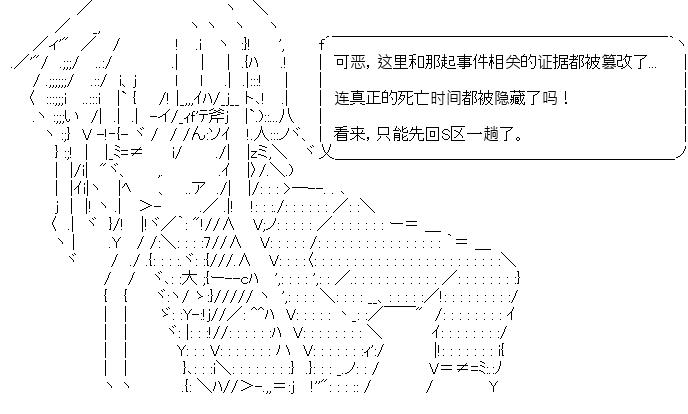 可恶，这里和那起事件相关的证据都被篡改了...
连真正的死亡时间都被隐藏了吗！
看来，只能先回S区一趟了。